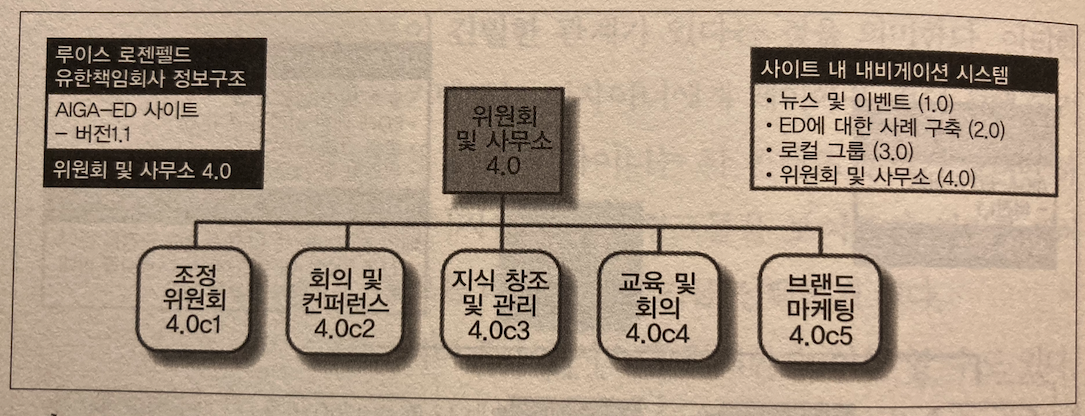 루이스 로젠펠드
유한책임회사 정보구조
AIGA-ED 사이트
- 버전1.1
위원회 및 사무소 4.0
위원회
및 사무소
4.0
사이트 내 내비게이션 시스템
• 뉴스 및 이벤트 (1.0)
• ED에 대한 사례 구축 (2.0)
• 로컬 그룹 (3.0)
• 위원회 및 사무소 (4.0)
조정
위원회
4.0c1
회의 및
컨퍼런스
4.0c2
지식 창조
및 관리
4.0c3
교육 및
회의
4.0c4
브랜드
마케팅
4.0c5